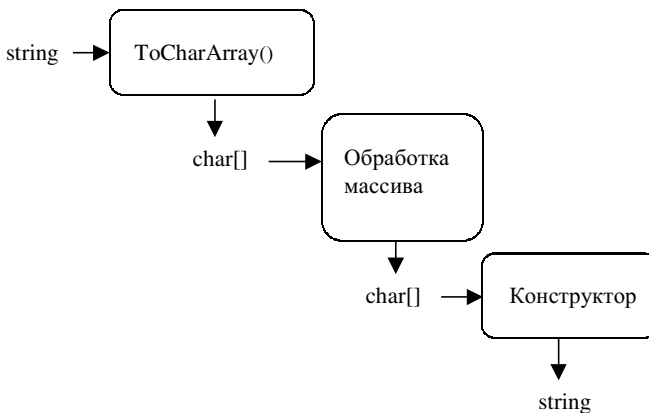 string
ToCharArray()
char[]
Обработка
массива
char[]
Конструктор
string